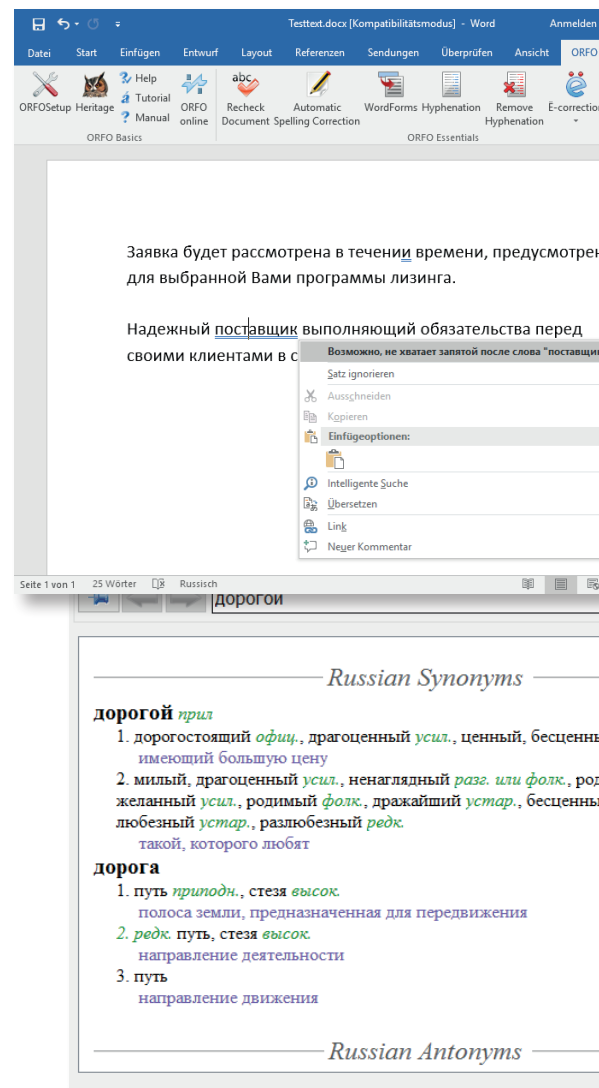 Testtext.docx [Kompatibilitätsmodus] - Word Anmelden
Datei Start Einfügen Entwurf Layout Referenzen Sendungen Überprüfen Ansicht ORFO
Help
Tutorial
Manual
ORFOSetup Heritage ORFO online Recheck Document Automatic Spelling Correction WordForms Hyphenation Remove Hyphenation Ë-correction
ORFO Basics ORFO Essentials
Заявка будет рассмотрена в течении времени, предусмотрен
для выбранной Вами программы лизинга.
Надежный поставщик выполняющий обязательства перед
своими клиентами в с
Возможно, не хватает запятой после слова "поставщи
Satz ignorieren
Ausschneiden
Kopieren
Einfügeoptionen:
Intelligente Suche
Übersetzen
Link
Neuer Kommentar
Seite 1 von 1 25 Wörter Russisch
дорогой
Russian Synonyms
дорогой прил
1. дорогостоящий офиц., драгоценный усил., ценный, бесценны
имеющий большую цену
2. милый, драгоценный усил., ненаглядный разг. или фолк., род
желанный усил., родимый фолк., дражайший устар., бесценны
любезный устар., разлюбезный редк.
такой, которого любят
дорога
1. путь приподн., стезя высок.
полоса земли, предназначенная для передвижения
2. редк. путь, стезя высок.
направление деятельности
3. путь
направление движения
Russian Antonyms